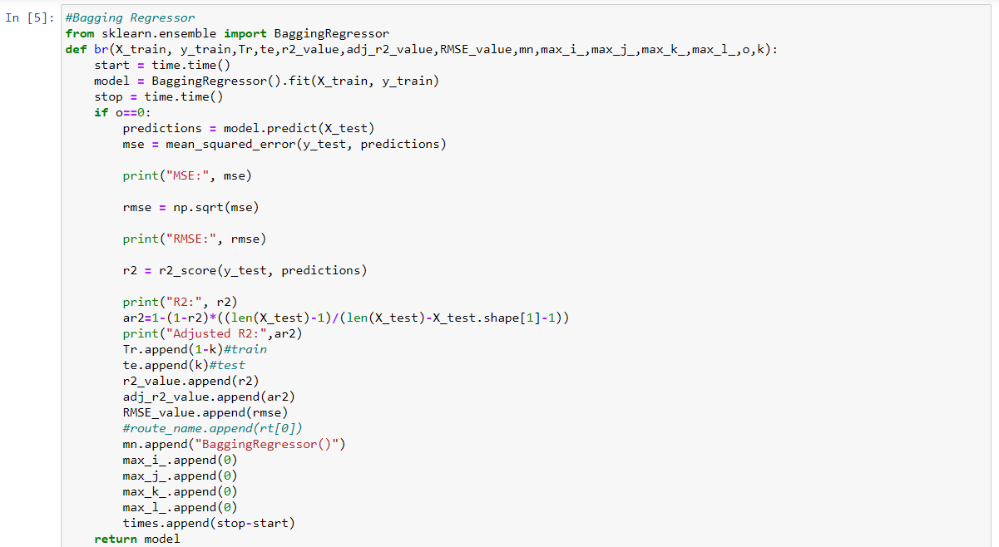 In [5]: #Bagging Regressor
from sklearn.ensemble import BaggingRegressor
def br(X_train, y_train,Tr,te,r2_value,adj_r2_value,RMSE_value,mn,max_i_,max_j_,max_k_,max_l_,o,k):
    start = time.time()
    model = BaggingRegressor().fit(X_train, y_train)
    stop = time.time()
    if o==0:
        predictions = model.predict(X_test)
        mse = mean_squared_error(y_test, predictions)
        print("MSE:", mse)
        rmse = np.sqrt(mse)
        print("RMSE:", rmse)
        r2 = r2_score(y_test, predictions)
        print("R2:", r2)
        ar2=1-(1-r2)*((len(X_test)-1)/(len(X_test)-X_test.shape[1]-1))
        print("Adjusted R2:",ar2)
        Tr.append(1-k)#train
        te.append(k)#test
        r2_value.append(r2)
        adj_r2_value.append(ar2)
        RMSE_value.append(rmse)
        #route_name.append(rt[0])
        mn.append("BaggingRegressor()")
        max_i_.append(0)
        max_j_.append(0)
        max_k_.append(0)
        max_l_.append(0)
        times.append(stop-start)
    return model